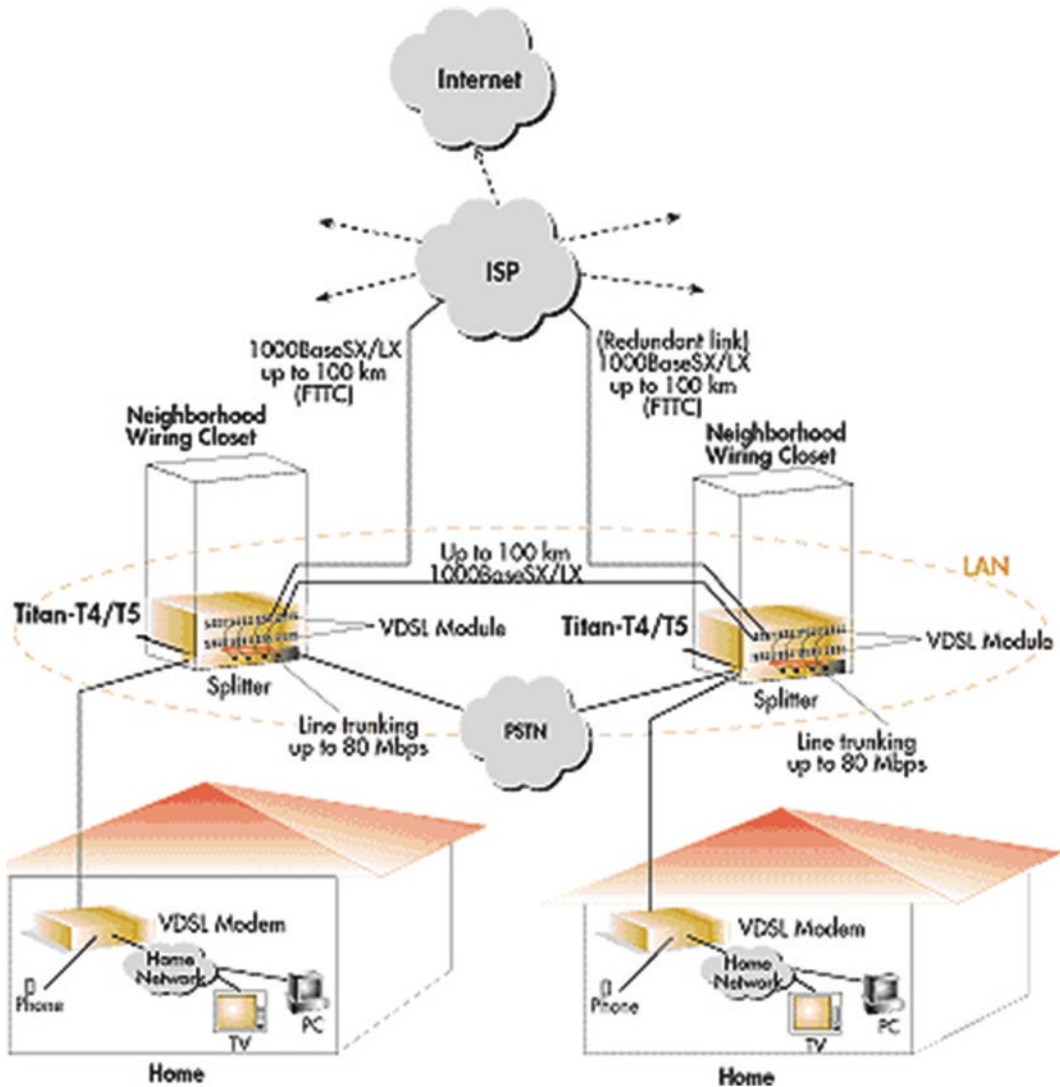 Internet
ISP
1000BaseSX/LX
up to 100 km
(FTTC)
(Redundant link)
1000BaseSX/LX
up to 100 km
(FTTC)
Neighborhood
Wiring Closet
Neighborhood
Wiring Closet
Up to 100 km
1000BaseSX/LX
LAN
Titan-T4/T5
VDSL Module
Titan-T4/T5
VDSL Module
Splitter
Splitter
Line trunking
up to 80 Mbps
PSTN
Line trunking
up to 80 Mbps
VDSL Modem
Home
Network
Phone
TV
PC
Home
VDSL Modem
Home
Network
Phone
TV
PC
Home